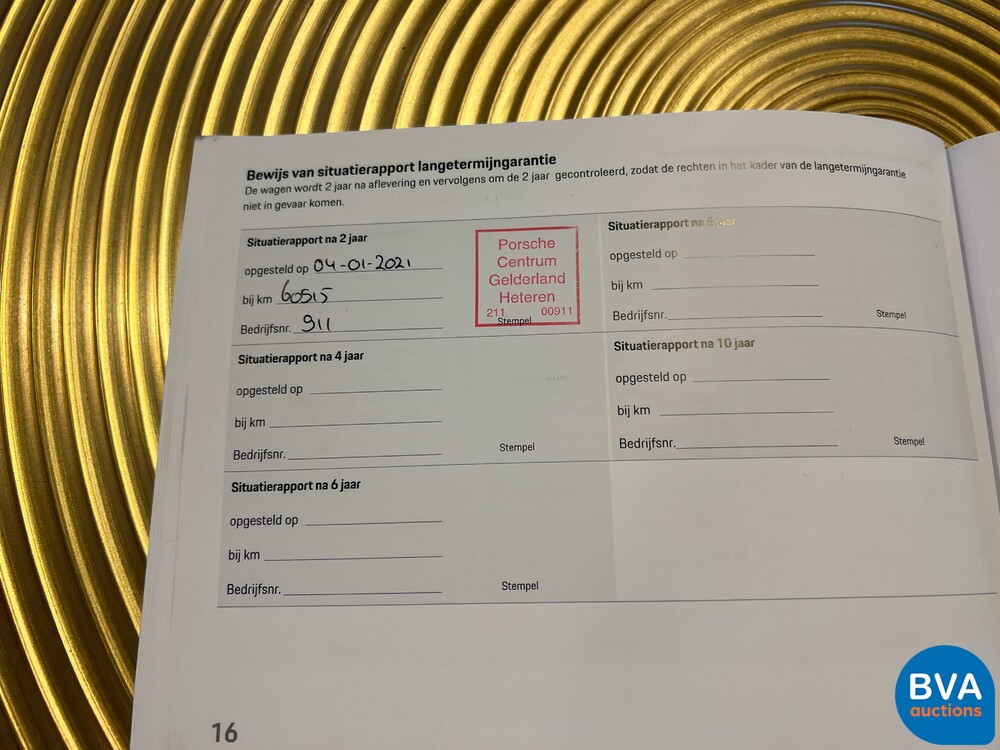 Bewijs van situatierapport langetermijngarantie
De wagen wordt 2 jaar na aflevering en vervolgens om de 2 jaar gecontroleerd, zodat de rechten in het kader van de langetermijngarantie
niet in gevaar komen.
Situatierapport na 2 jaar
opgesteld op 04-01-2021
bij km 60515
Bedrijfsnr. 911
Porsche
Centrum
Gelderland
Heteren
211 00911
Stempel
Situatierapport na 4 jaar
opgesteld op
bij km
Bedrijfsnr.
Stempel
Situatierapport na 6 jaar
opgesteld op
bij km
Bedrijfsnr.
Stempel
Situatierapport na 8 jaar
opgesteld op
bij km
Bedrijfsnr.
Stempel
Situatierapport na 10 jaar
opgesteld op
bij km
Bedrijfsnr.
Stempel
16
BVA
auctions